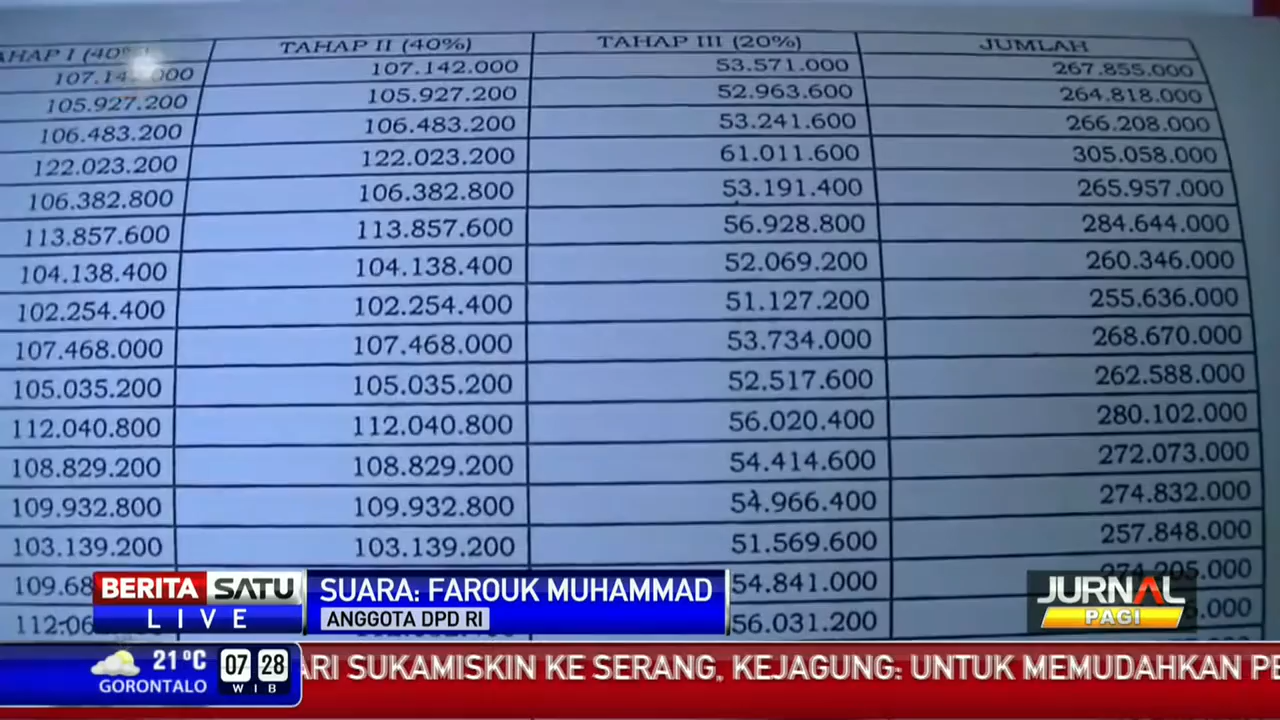 TAHAP II (40%) TAHAP III (20%) JUMLAH
107.142.000 53.571.000 267.855.000
105.927.200 105.927.200 52.963.600 264.818.000
106.483.200 106.483.200 53.241.600 266.208.000
122.023.200 122.023.200 61.011.600 305.058.000
106.382.800 106.382.800 53.191.400 265.957.000
113.857.600 113.857.600 56.928.800 284.644.000
104.138.400 104.138.400 52.069.200 260.346.000
102.254.400 102.254.400 51.127.200 255.636.000
107.468.000 107.468.000 53.734.000 268.670.000
105.035.200 105.035.200 52.517.600 262.588.000
112.040.800 112.040.800 56.020.400 280.102.000
108.829.200 108.829.200 54.414.600 272.073.000
109.932.800 109.932.800 54.966.400 274.832.000
103.139.200 103.139.200 51.569.600 257.848.000
54.841.000 274.205.000
56.031.200
BERITA SATU
LIVE
SUARA: FAROUK MUHAMMAD
ANGGOTA DPD RI
JURNAL
PAGI
21°C
GORONTALO
07 28
WIB
ARI SUKAMISKIN KE SERANG, KEJAGUNG: UNTUK MEMUDAHKAN PE